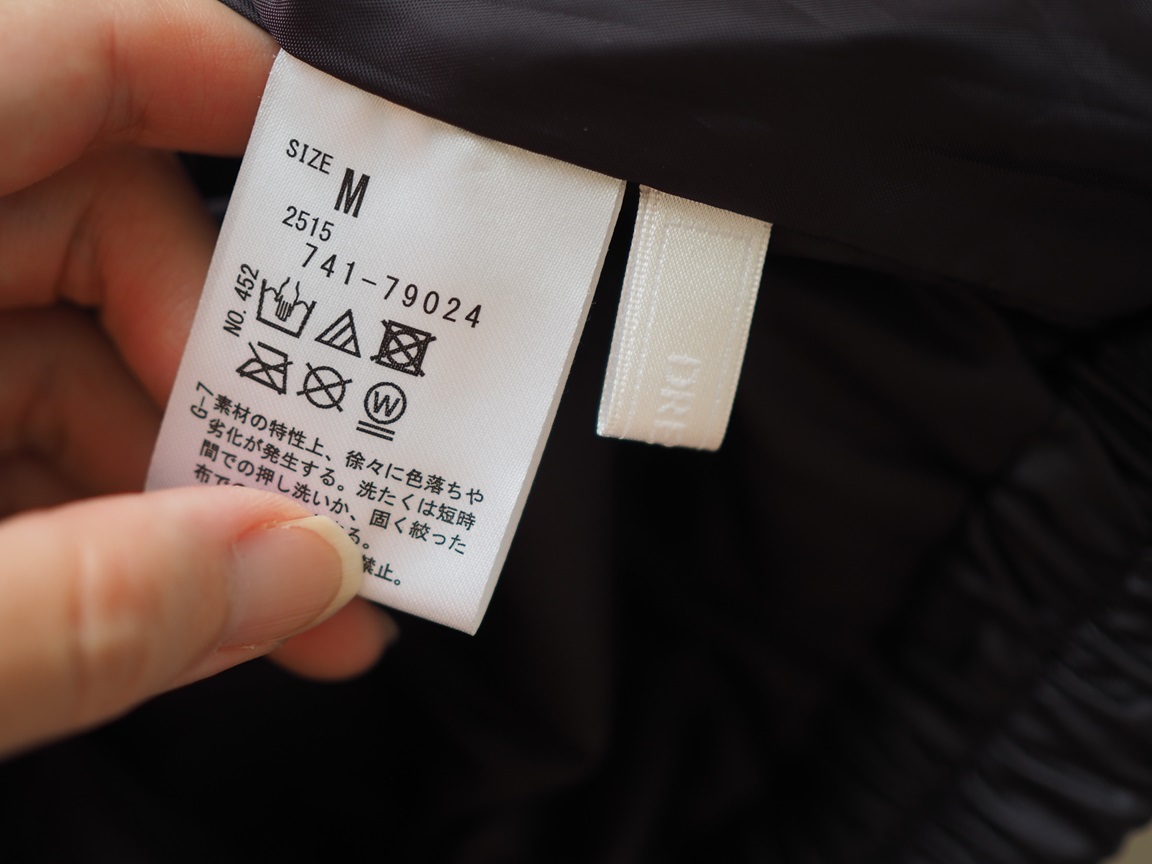 SIZE M
2515
741-79024
NO. 452
W
G-7
素材の特性上、徐々に色落ちや
劣化が発生する。洗たくは短時
間での押し洗いか、固く絞った
布で
る。
禁止。